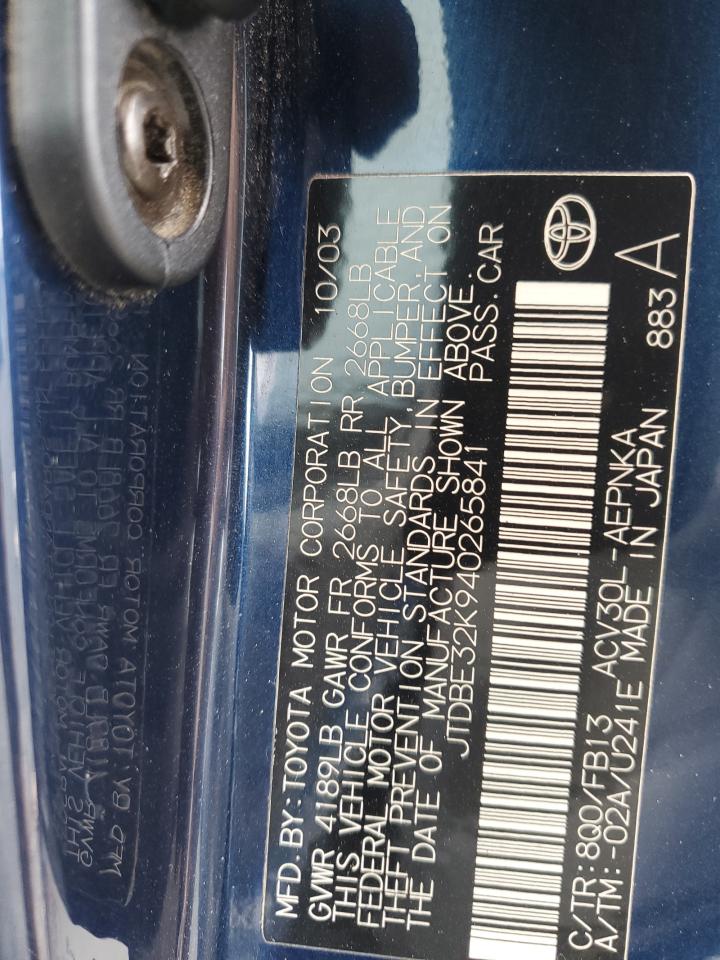 MFD.BY:TOYOTA MOTOR CORPORATION 10/03
GVWR 4189LB GAWR FR 2668LB RR 2668LB
THIS VEHICLE CONFORMS TO ALL APPLICABLE
FEDERAL MOTOR VEHICLE SAFETY, BUMPER, AND
THEFT PREVENTION STANDARDS IN EFFECT ON
THE DATE OF MANUFACTURE SHOWN ABOVE.
JTDBE32K940265841 PASS.CAR
C/TR:8Q0/FB13 ACV30L-AEPNKA 883
A/TM:-02A/U241E MADE IN JAPAN A